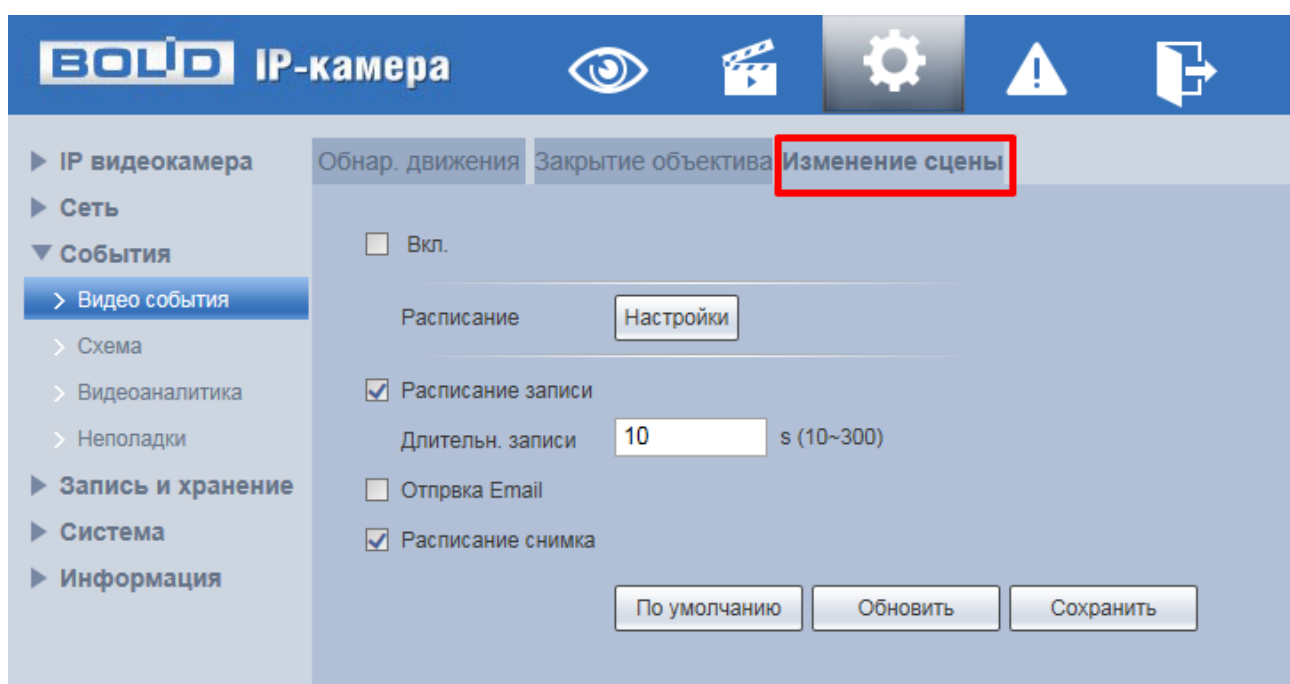 BOLID IP-камера
IP видеокамера
Сеть
События
Видео события
Схема
Видеоаналитика
Неполадки
Запись и хранение
Система
Информация
Обнар. движения Закрытие объектива Изменение сцены
Вкл.
Расписание Настройки
Расписание записи
Длительн. записи 10 s (10~300)
Отпрвка Email
Расписание снимка
По умолчанию Обновить Сохранить